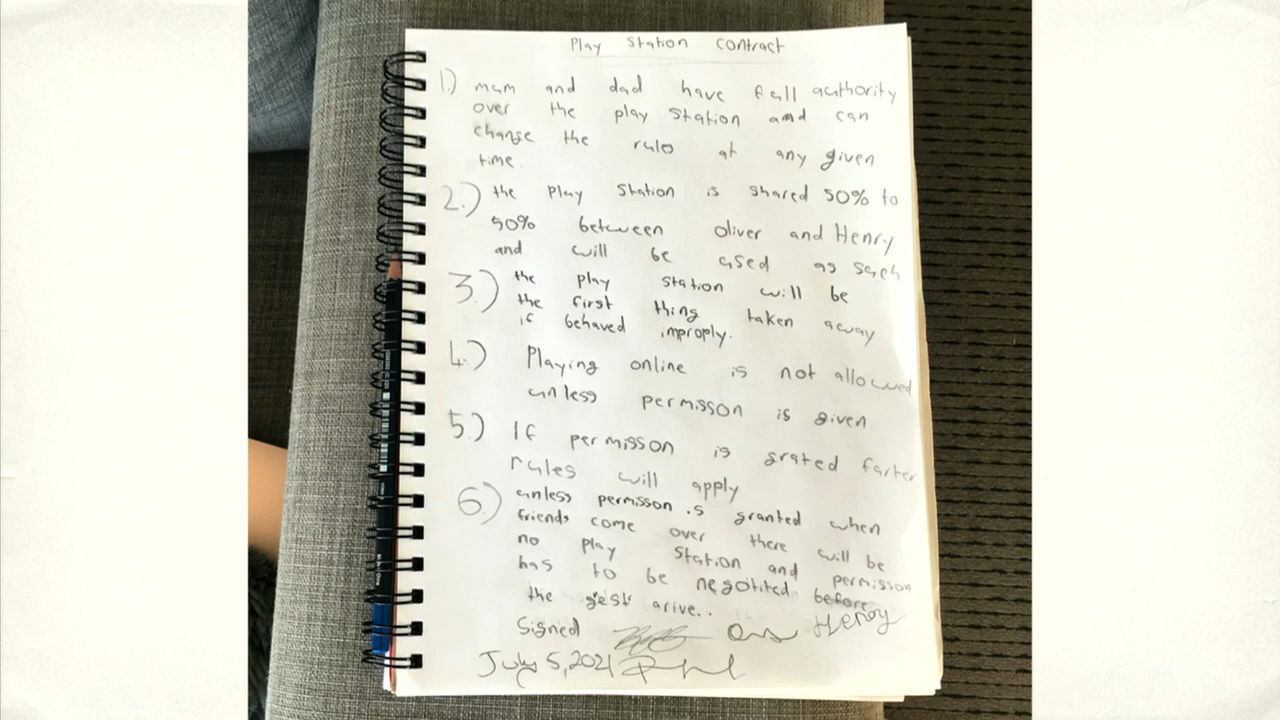 Play Station Contract
1) mum and dad have full authority
over the play station and can
change the rules at any given
time.
2.) the play station is shared 50% to
50% between oliver and Henry
and will be used as such
3.) the play station will be
the first thing taken away
if behaved improply.
4.) Playing online is not allowed
unless permisson is given.
5.) If permisson is grated farter
rules will apply
6.) unless permisson is granted when
friends come over there will be
no play station and permisson
has to be negotited before
the gest arive..
Signed Henry
July 5, 2021